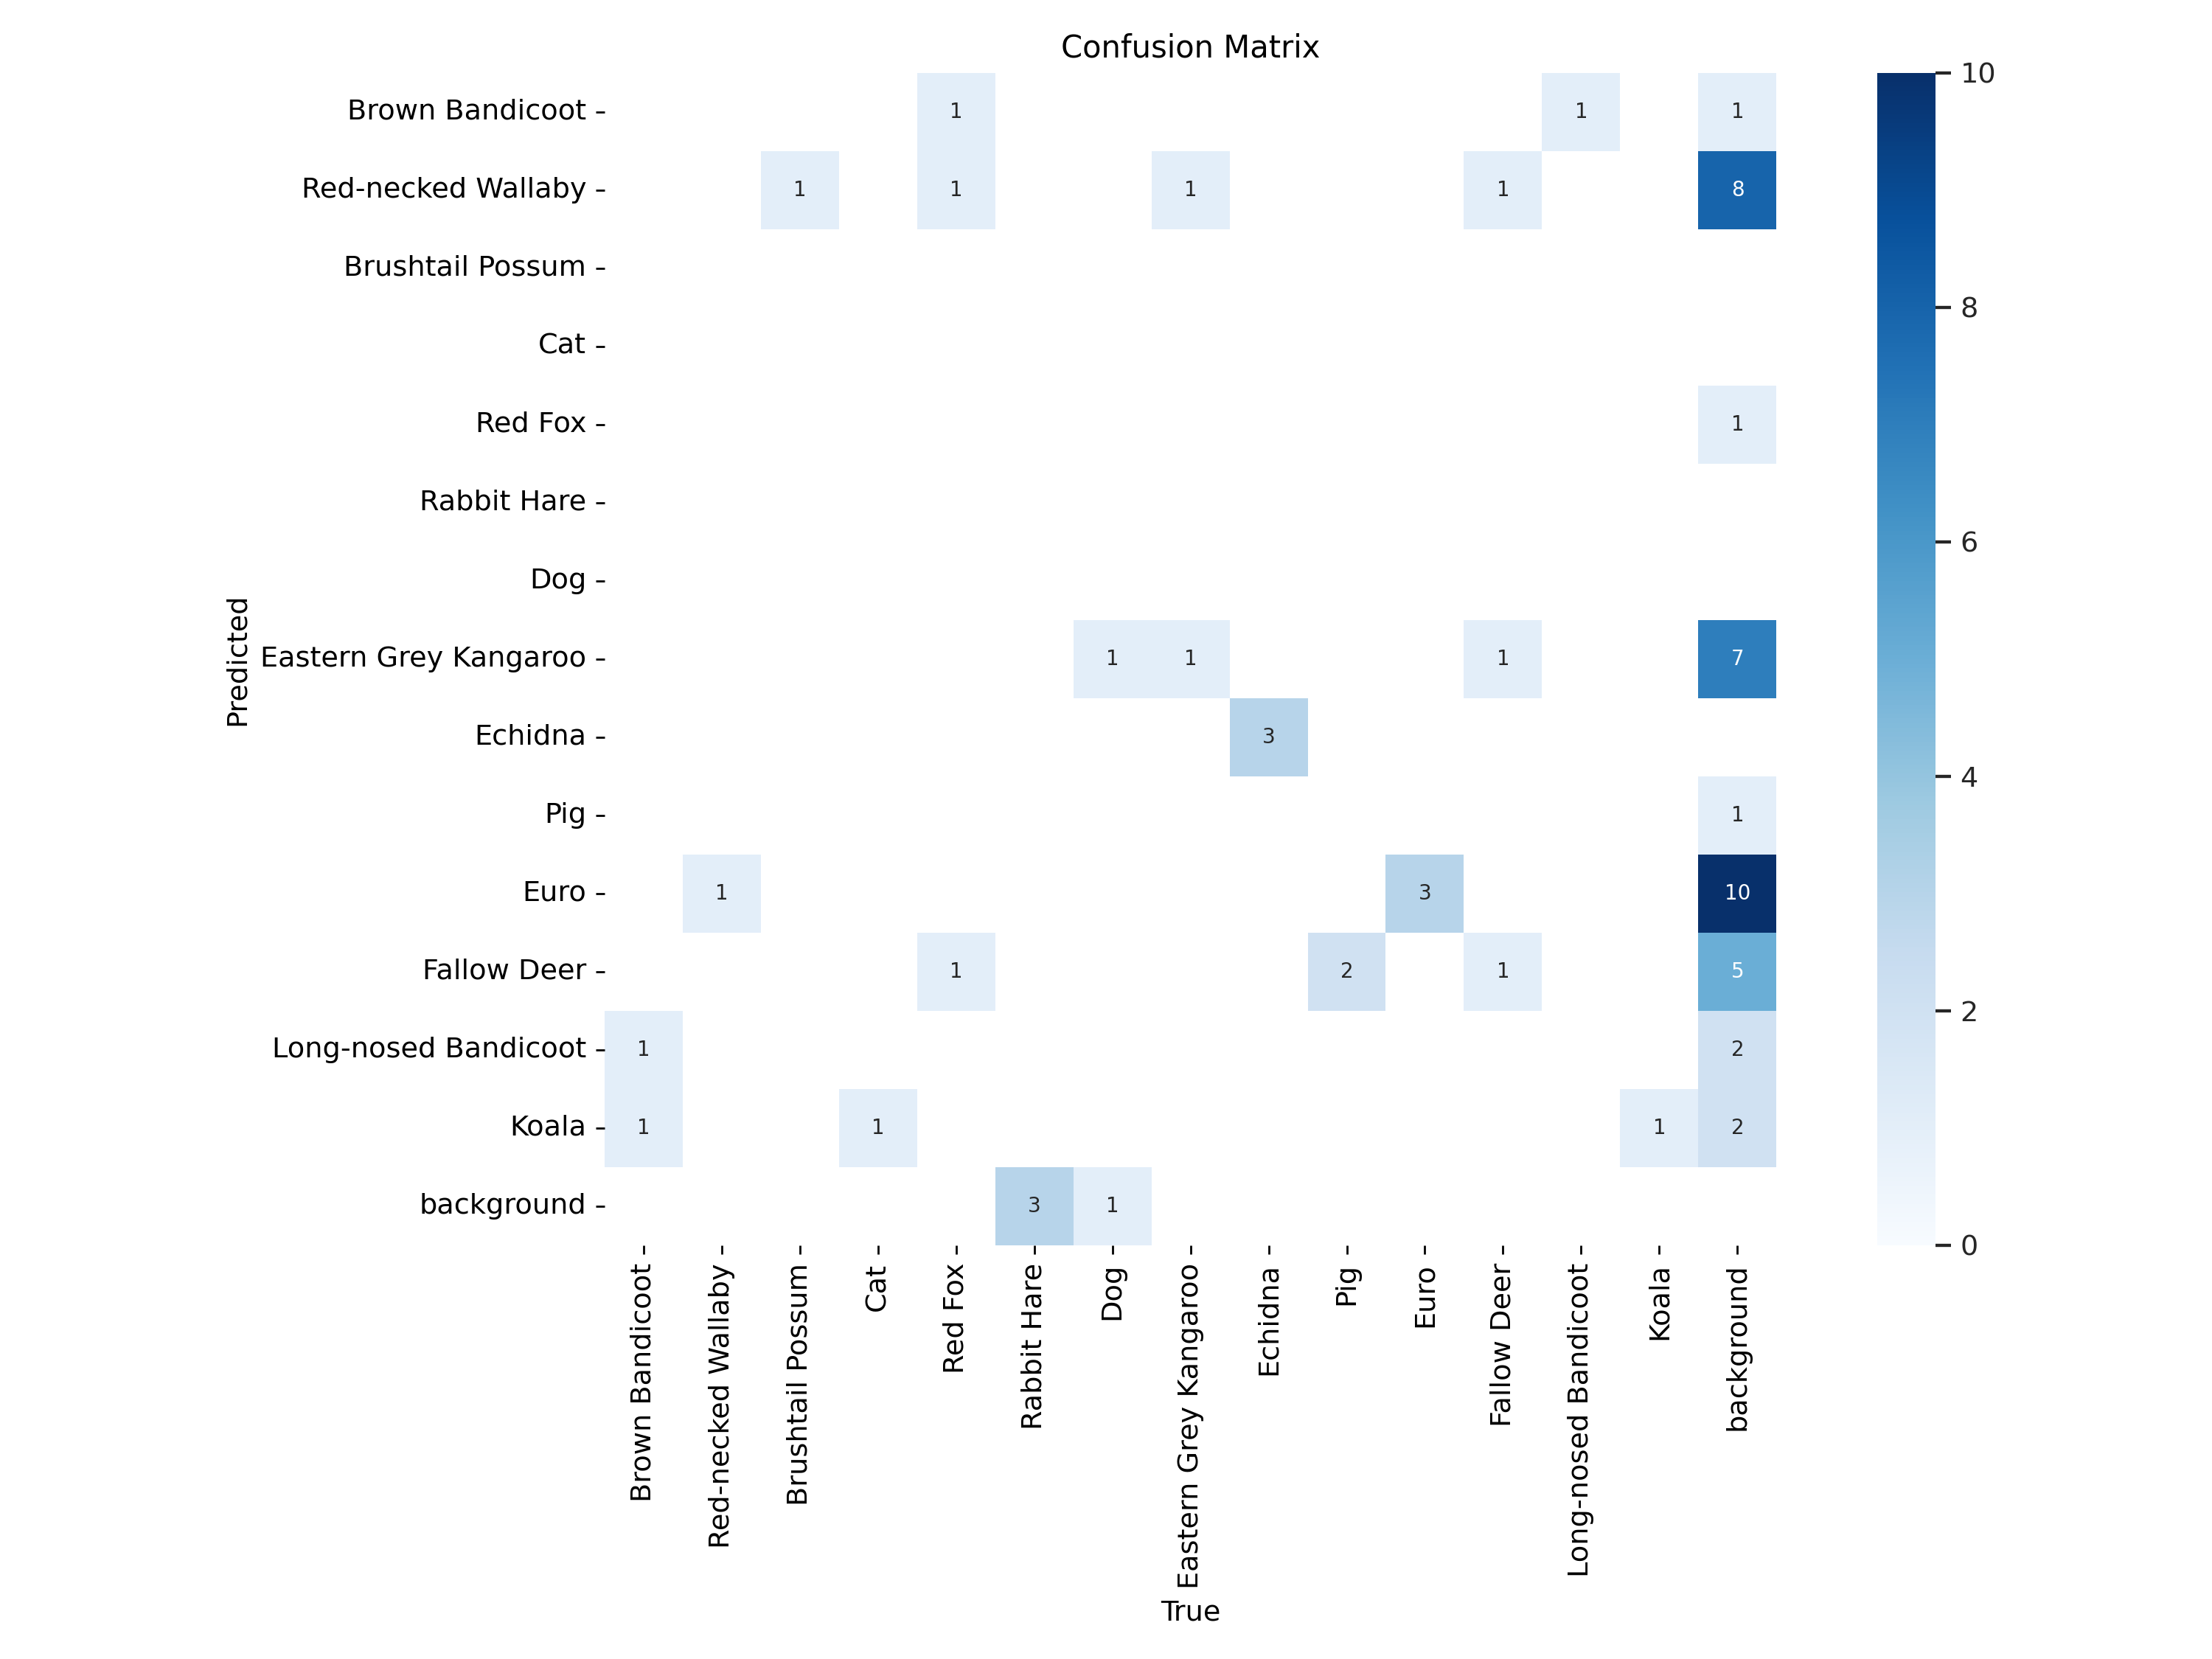 Confusion Matrix
Brown Bandicoot 1 1 1
Red-necked Wallaby 1 1 1 1 8
Brushtail Possum
Cat
Red Fox 1
Rabbit Hare
Dog
Eastern Grey Kangaroo 1 1 1 7
Echidna 3
Pig 1
Euro 1 3 10
Fallow Deer 1 2 1 5
Long-nosed Bandicoot 1 2
Koala 1 1 1 2
background 3 1
Predicted
Brown Bandicoot
Red-necked Wallaby
Brushtail Possum
Cat
Red Fox
Rabbit Hare
Dog
Eastern Grey Kangaroo
Echidna
Pig
Euro
Fallow Deer
Long-nosed Bandicoot
Koala
background
True
10
8
6
4
2
0